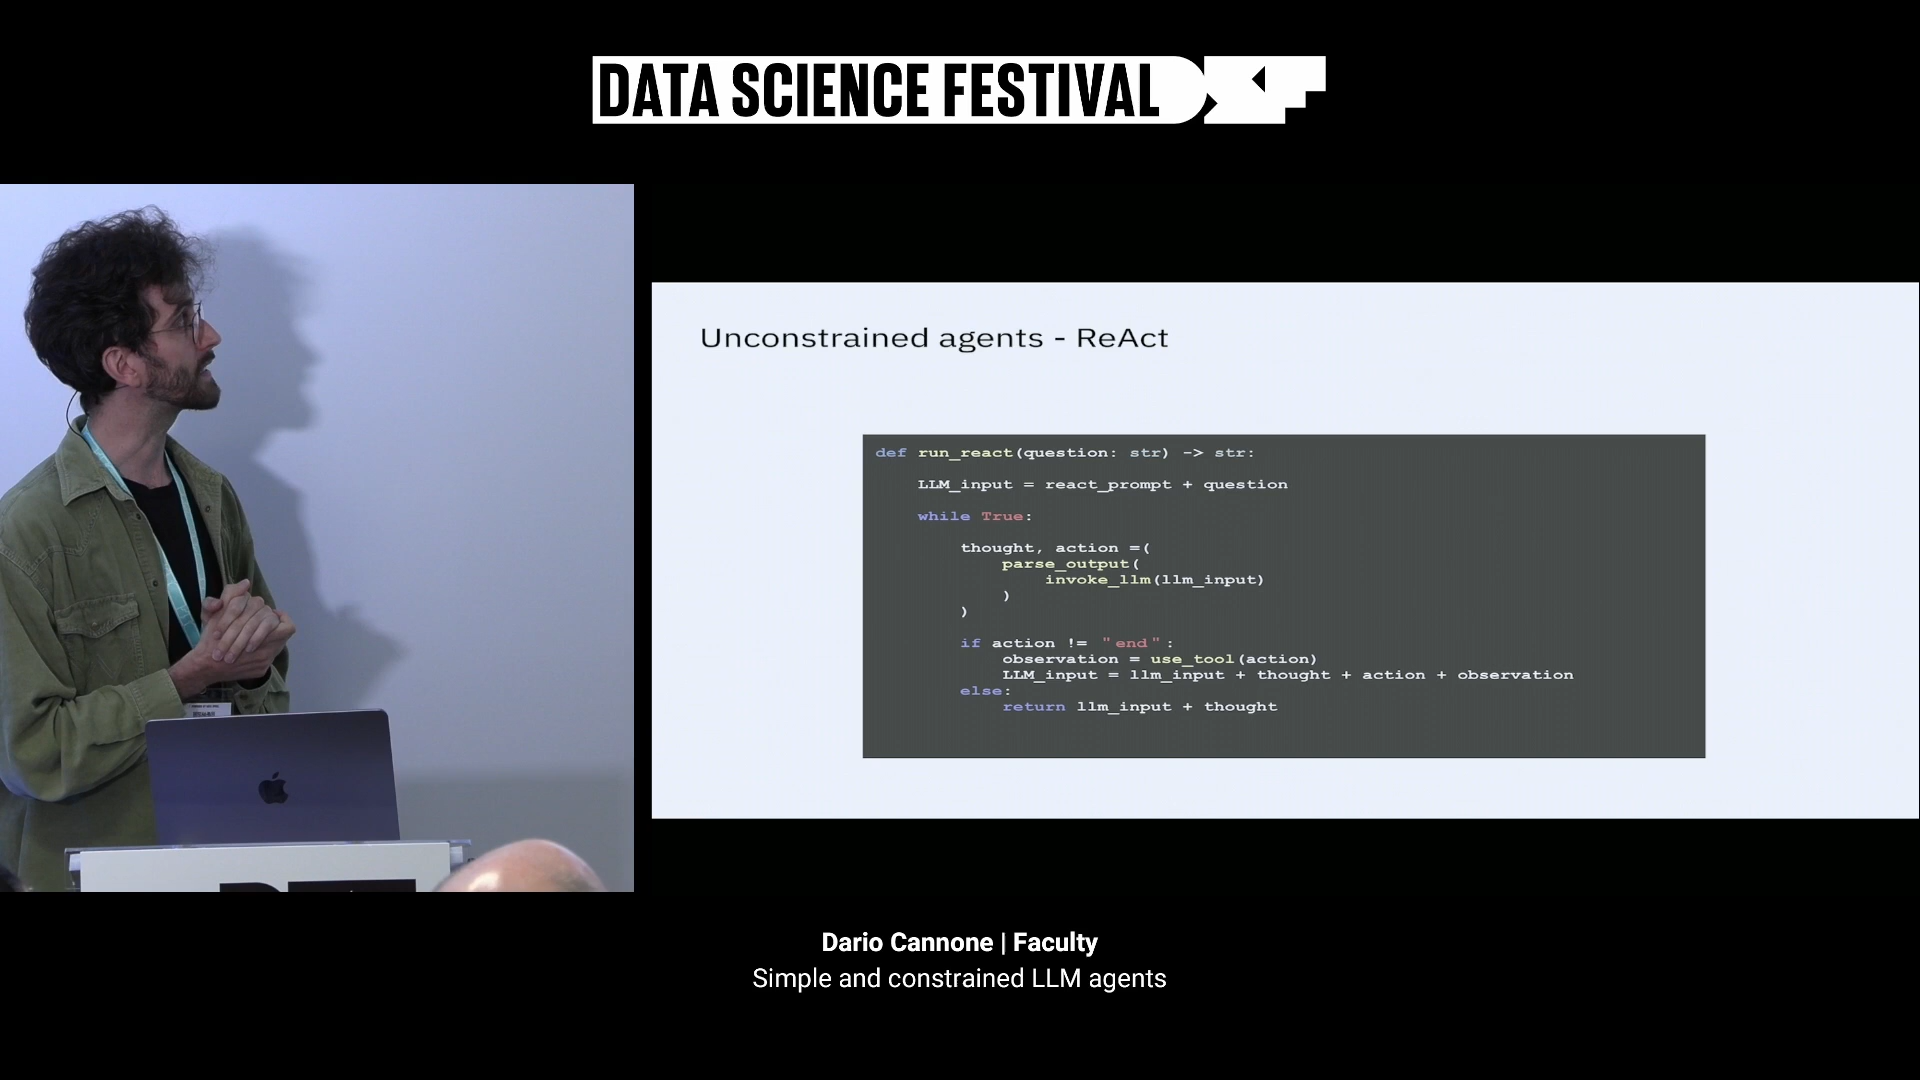 DATA SCIENCE FESTIVAL
Unconstrained agents - ReAct
def run_react(question: str) -> str:
LLM_input = react_prompt + question
while True:
thought, action =(
parse_output(
invoke_llm(llm_input)
)
)
if action != "end":
observation = use_tool(action)
LLM_input = llm_input + thought + action + observation
else:
return llm_input + thought
Dario Cannone | Faculty
Simple and constrained LLM agents